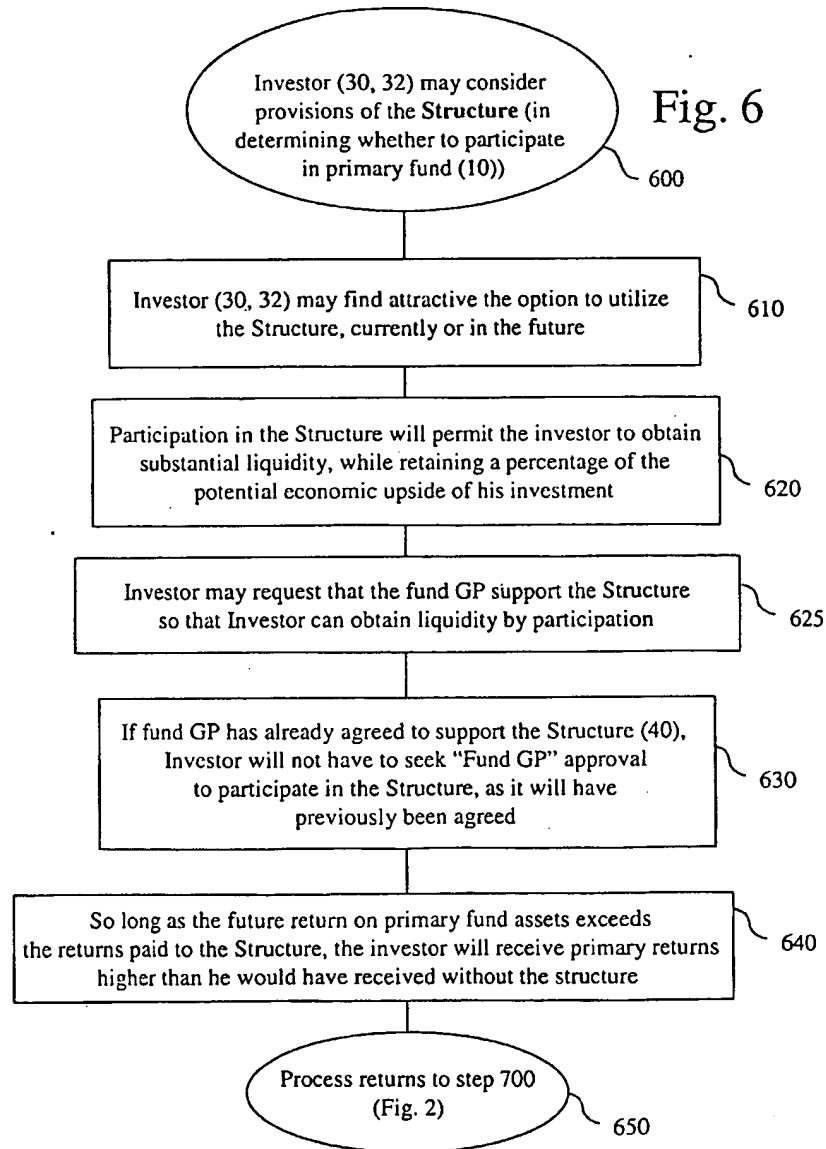 Fig. 6
Investor (30, 32) may consider
provisions of the Structure (in
determining whether to participate
in primary fund (10))
600
Investor (30, 32) may find attractive the option to utilize
the Structure, currently or in the future
610
Participation in the Structure will permit the investor to obtain
substantial liquidity, while retaining a percentage of the
potential economic upside of his investment
620
Investor may request that the fund GP support the Structure
so that Investor can obtain liquidity by participation
625
If fund GP has already agreed to support the Structure (40),
Investor will not have to seek “Fund GP” approval
to participate in the Structure, as it will have
previously been agreed
630
So long as the future return on primary fund assets exceeds
the returns paid to the Structure, the investor will receive primary returns
higher than he would have received without the structure
640
Process returns to step 700
(Fig. 2)
650